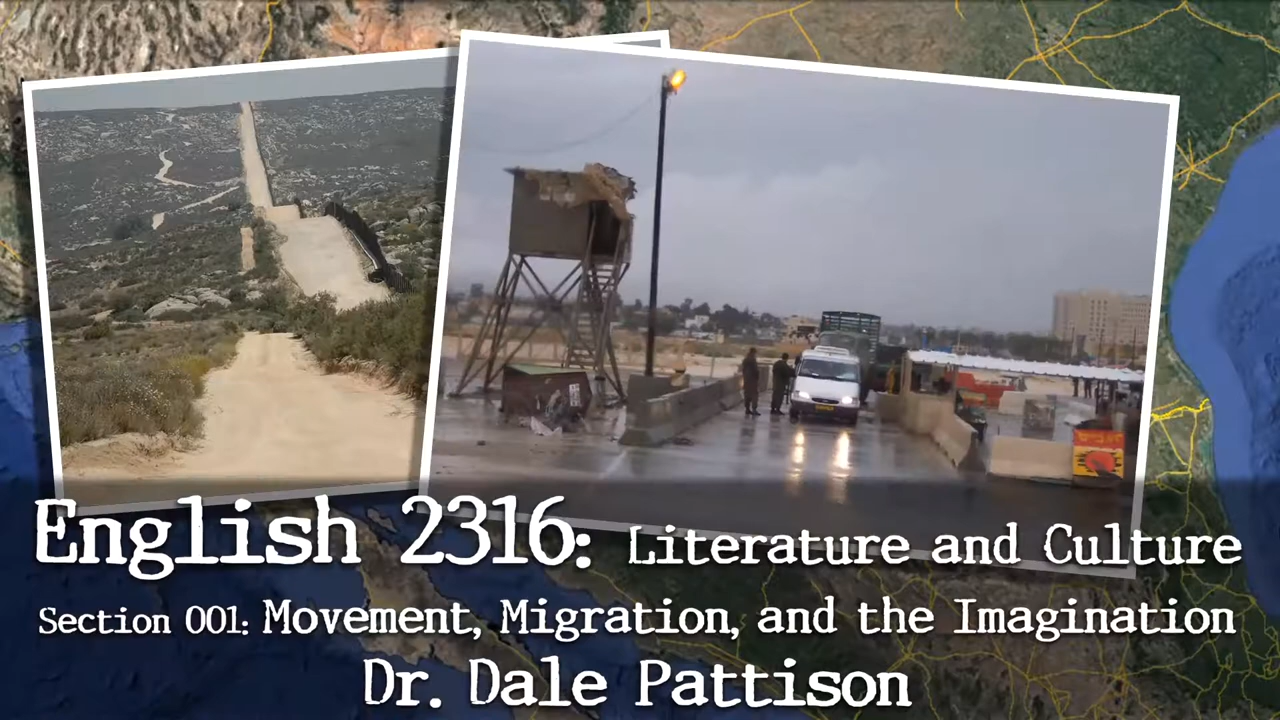 English 2316: Literature and Culture
Section 001: Movement, Migration, and the Imagination
Dr. Dale Pattison